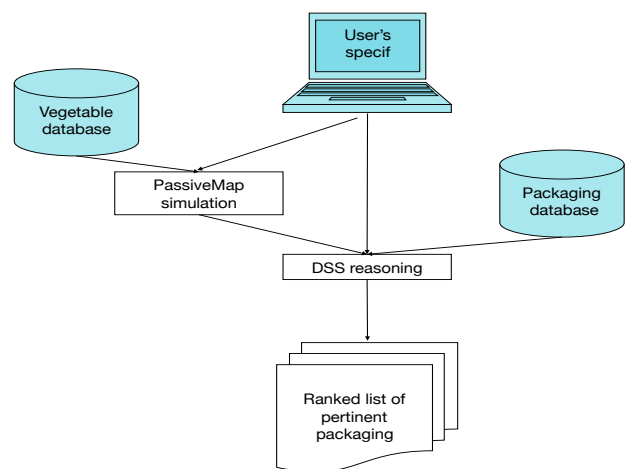 User's
specif
Vegetable
database
PassiveMap
simulation
Packaging
database
DSS reasoning
Ranked list of
pertinent
packaging